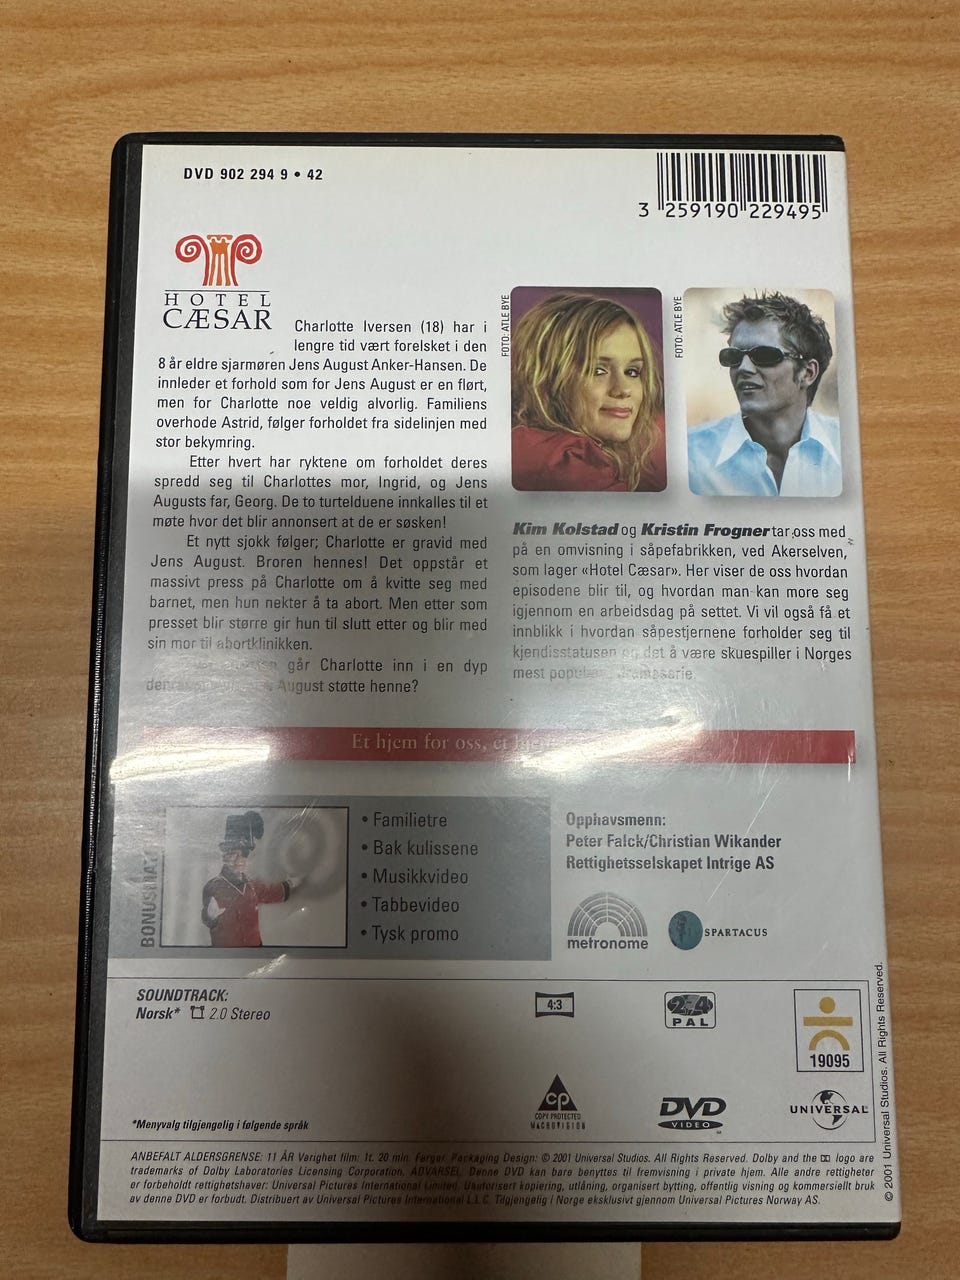 DVD 902 294 9 • 42
3 259190 229495
HOTEL
CÆSAR
Charlotte Iversen (18) har i
lengre tid vært forelsket i den
8 år eldre sjarmøren Jens August Anker-Hansen. De
innleder et forhold som for Jens August er en flørt,
men for Charlotte noe veldig alvorlig. Familiens
overhode Astrid, følger forholdet fra sidelinjen med
stor bekymring.
Etter hvert har ryktene om forholdet deres
spredd seg til Charlottes mor, Ingrid, og Jens
Augusts far, Georg. De to turtelduene innkalles til et
møte hvor det blir annonsert at de er søsken!
Et nytt sjokk følger; Charlotte er gravid med
Jens August. Broren hennes! Det oppstår et
massivt press på Charlotte om å kvitte seg med
barnet, men hun nekter å ta abort. Men etter som
presset blir større gir hun til slutt etter og blir med
sin mor til abortklinikken.
går Charlotte inn i en dyp
August støtte henne?
FOTO: ATLE BYE
FOTO: ATLE BYE
Kim Kolstad og Kristin Frogner tar oss med
på en omvisning i såpefabrikken, ved Akerselven,
som lager «Hotel Cæsar». Her viser de oss hvordan
episodene blir til, og hvordan man kan more seg
igjennom en arbeidsdag på settet. Vi vil også få et
innblikk i hvordan såpestjernene forholder seg til
kjendisstatusen og det å være skuespiller i Norges
mest
Et hjem for oss, et
• Familietre
• Bak kulissene
• Musikkvideo
• Tabbevideo
• Tysk promo
Opphavsmenn:
Peter Falck/Christian Wikander
Rettighetsselskapet Intrige AS
metronome
SPARTACUS
SOUNDTRACK:
Norsk* 2.0 Stereo
4:3
2 4
PAL
19095
COPY PROTECTED
MACROVISION
DVD
VIDEO
UNIVERSAL
*Menyvalg tilgjengelig i følgende språk
ANBEFALT ALDERSGRENSE: 11 ÅR Varighet film: 1t. 20 min. Farger. Packaging Design: © 2001 Universal Studios. All Rights Reserved. Dolby and the logo are
trademarks of Dolby Laboratories Licensing Corporation. ADVARSEL: Denne DVD kan bare benyttes til fremvisning i private hjem. Alle andre rettigheter
er forbeholdt rettighetshaver: Universal Pictures International Limited. Uautorisert kopiering, utlåning, organisert bytting, offentlig visning og kommersiellt bruk
av denne DVD er forbudt. Distribuert av Universal Pictures International L.L.C. Tilgjengelig i Norge eksklusivt gjennom Universal Pictures Norway AS.
© 2001 Universal Studios. All Rights Reserved.